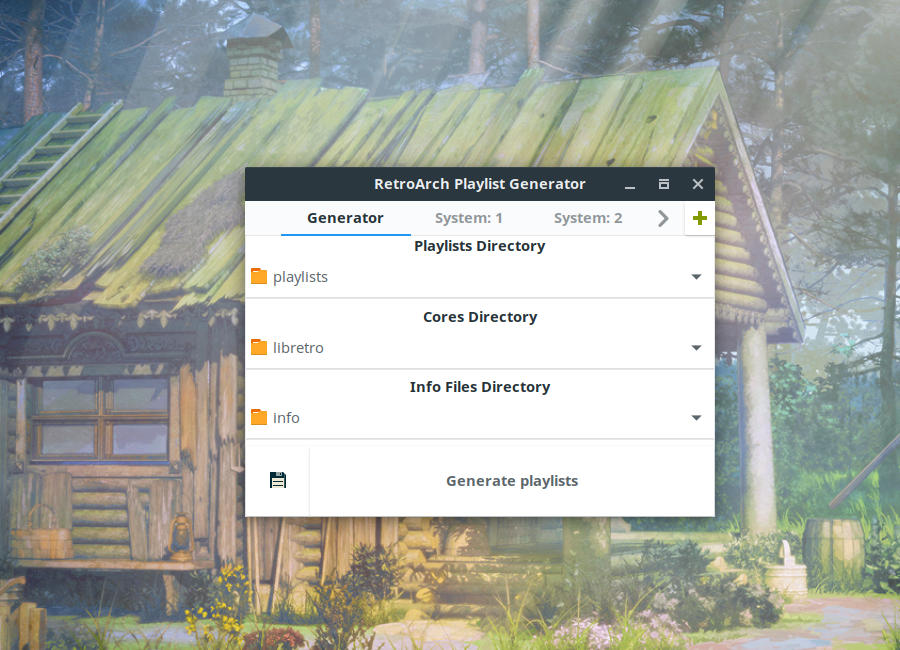 RetroArch Playlist Generator
Generator System: 1 System: 2
Playlists Directory
playlists
Cores Directory
libretro
Info Files Directory
info
Generate playlists